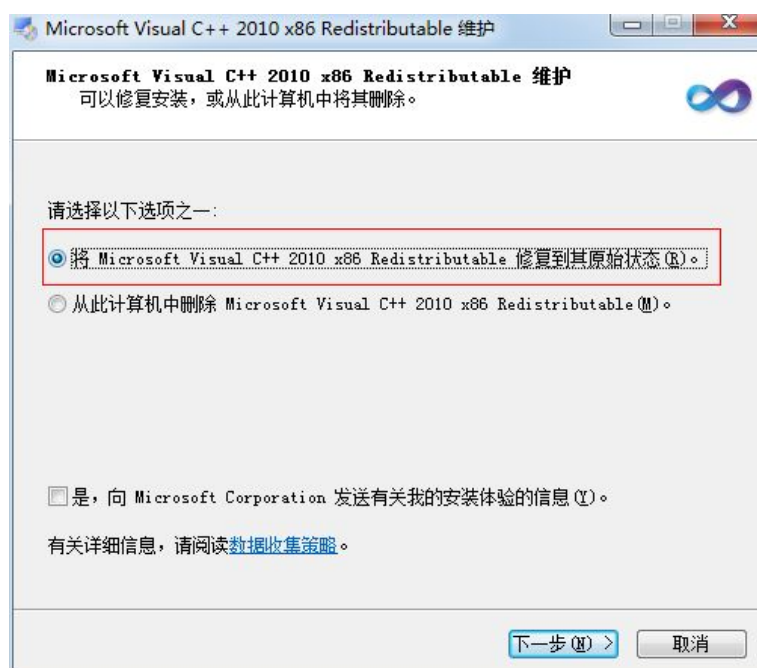 Microsoft Visual C++ 2010 x86 Redistributable 维护
Microsoft Visual C++ 2010 x86 Redistributable 维护
可以修复安装，或从此计算机中将其删除。
请选择以下选项之一:
将 Microsoft Visual C++ 2010 x86 Redistributable 修复到其原始状态(R)。
从此计算机中删除 Microsoft Visual C++ 2010 x86 Redistributable(M)。
是，向 Microsoft Corporation 发送有关我的安装体验的信息(Y)。
有关详细信息，请阅读数据收集策略。
下一步(N) >
取消